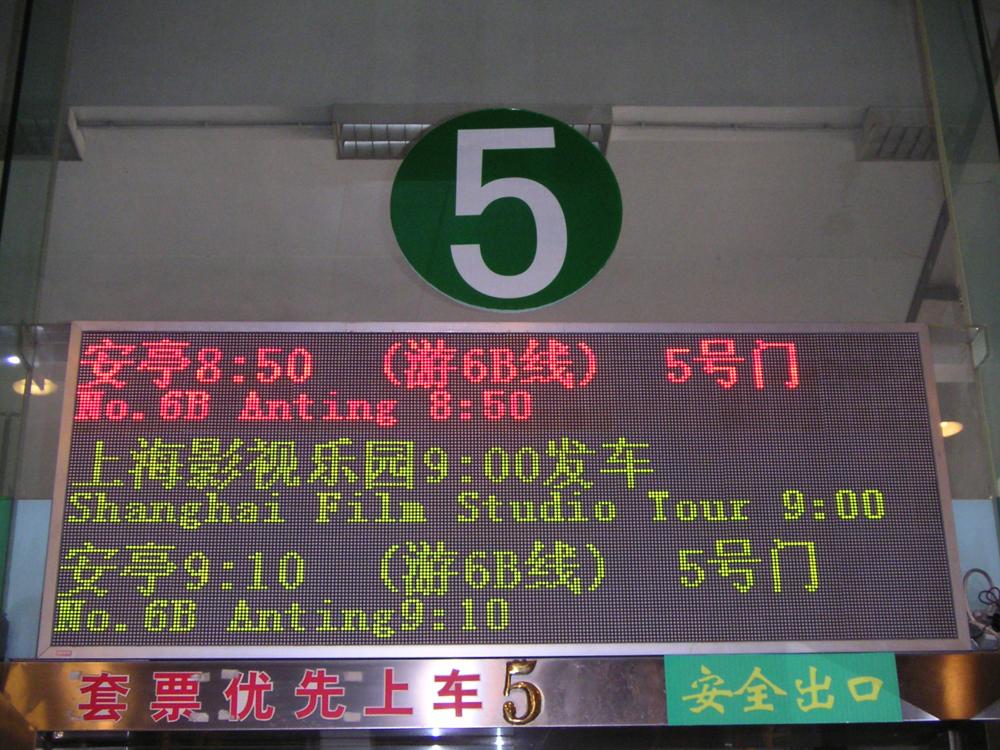 5
安亭8:50 (游6B线) 5号门
No.6B Anting 8:50
上海影视乐园9:00发车
Shanghai Film Studio Tour 9:00
安亭9:10 (游6B线) 5号门
No.6B Anting9:10
套票优先上车 5 安全出口